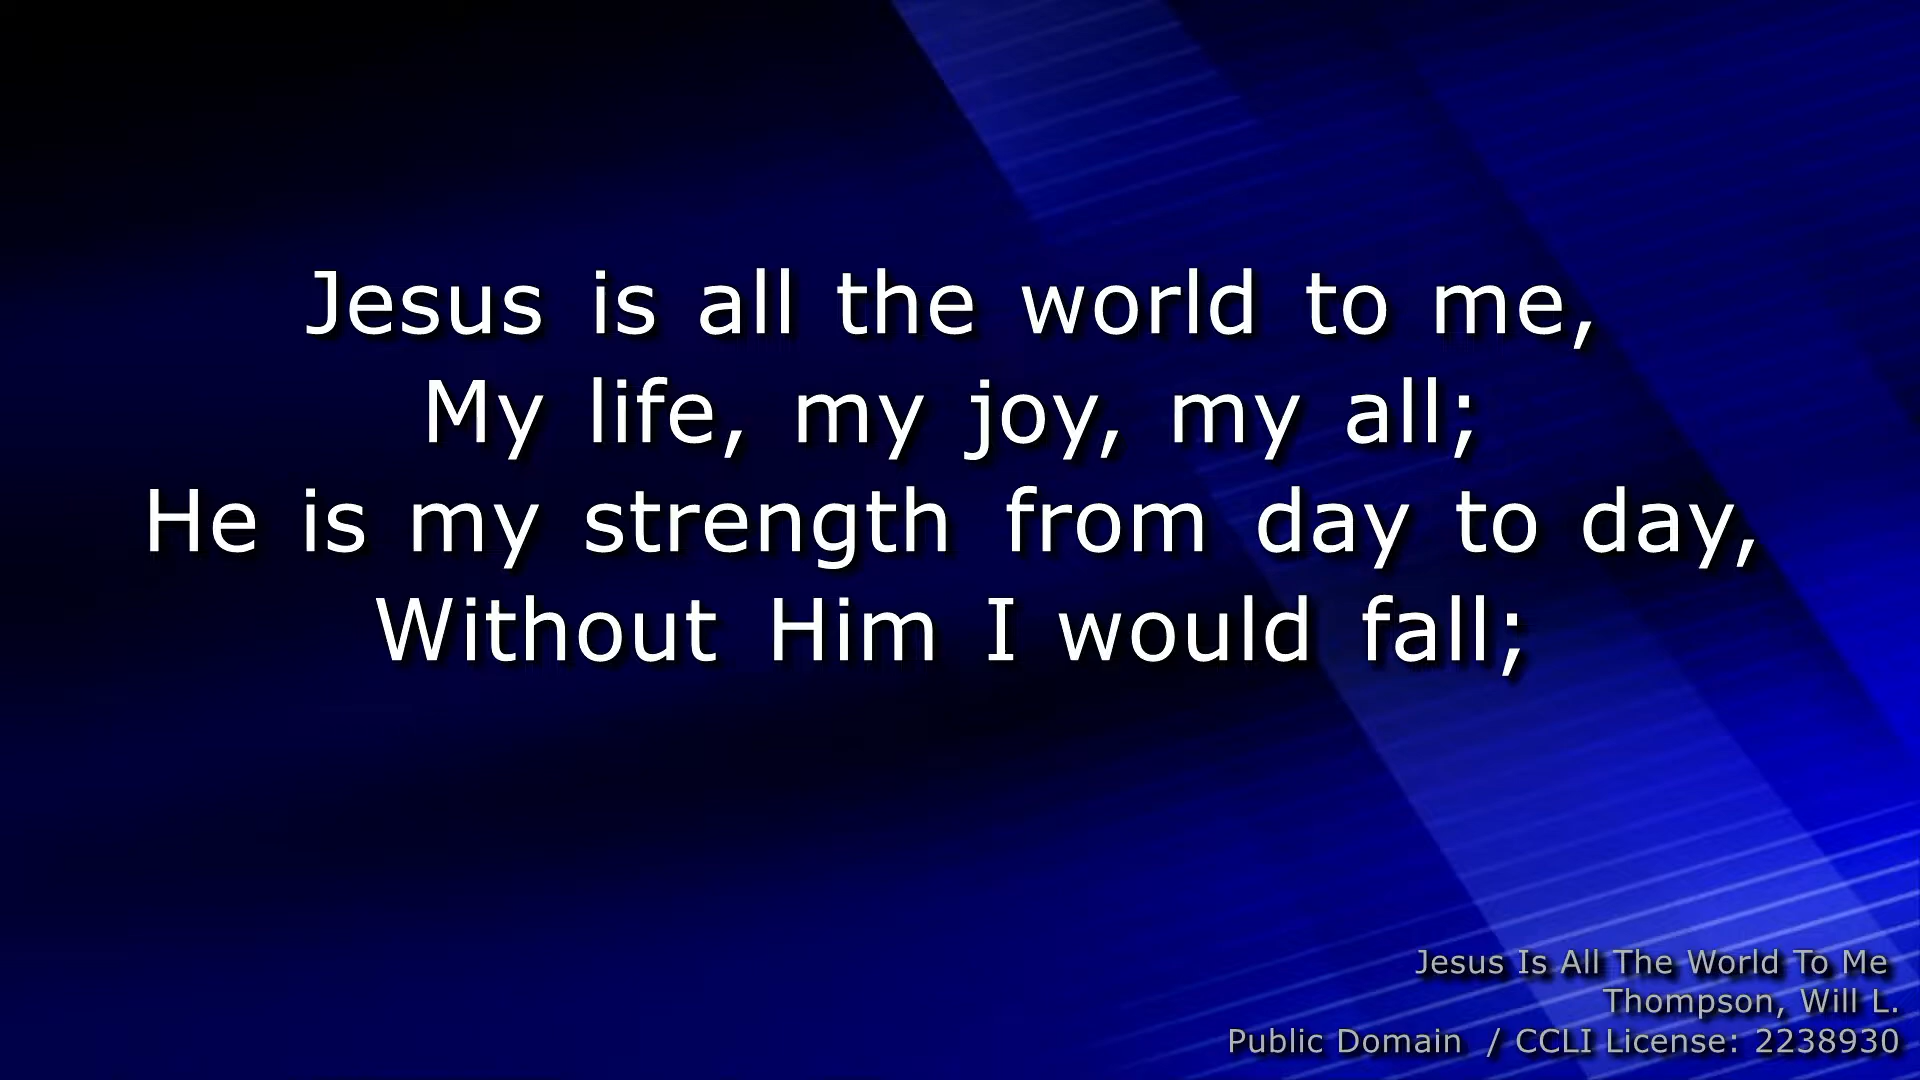 Jesus is all the world to me,
My life, my joy, my all;
He is my strength from day to day,
Without Him I would fall;
Jesus Is All The World To Me
Thompson, Will L.
Public Domain / CCLI License: 2238930